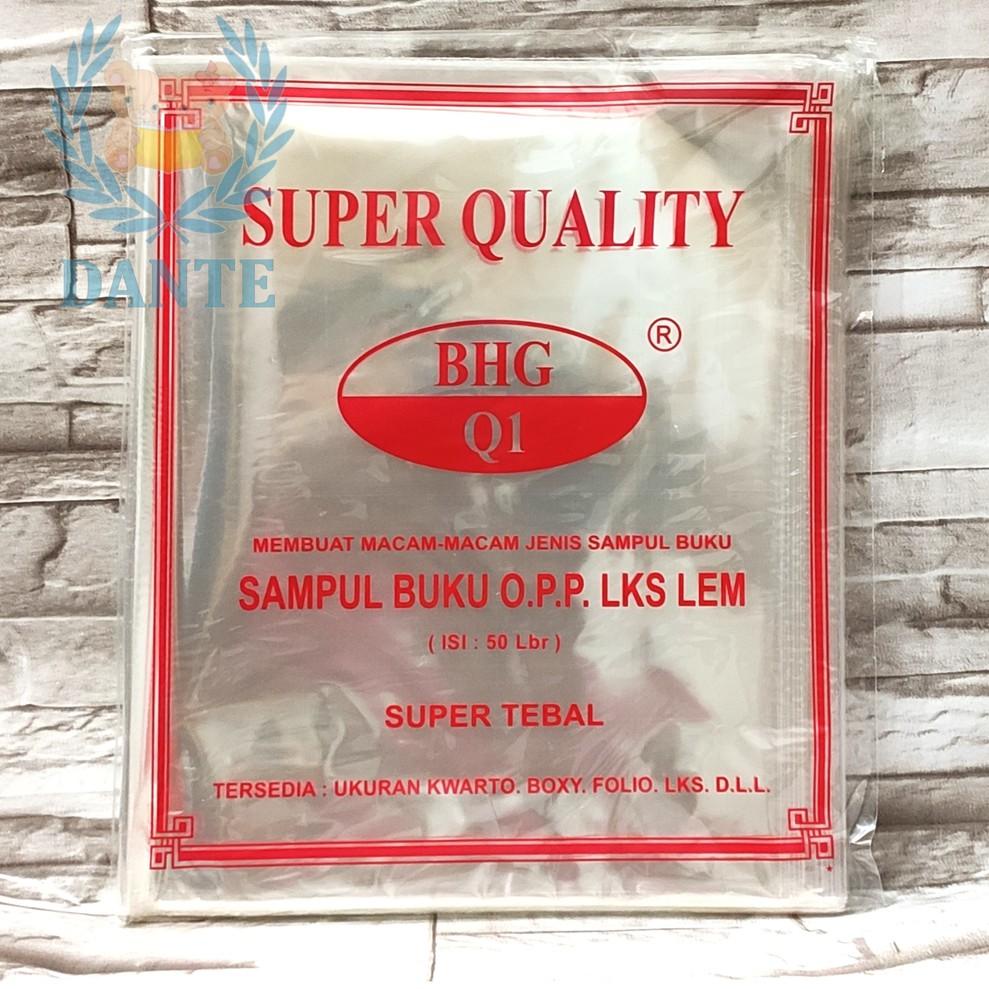 DANTE
SUPER QUALITY
BHG
®
Q1
MEMBUAT MACAM-MACAM JENIS SAMPUL BUKU
SAMPUL BUKU O.P.P. LKS LEM
( ISI : 50 Lbr )
SUPER TEBAL
TERSEDIA : UKURAN KWARTO. BOXY. FOLIO. LKS. D.L.L.